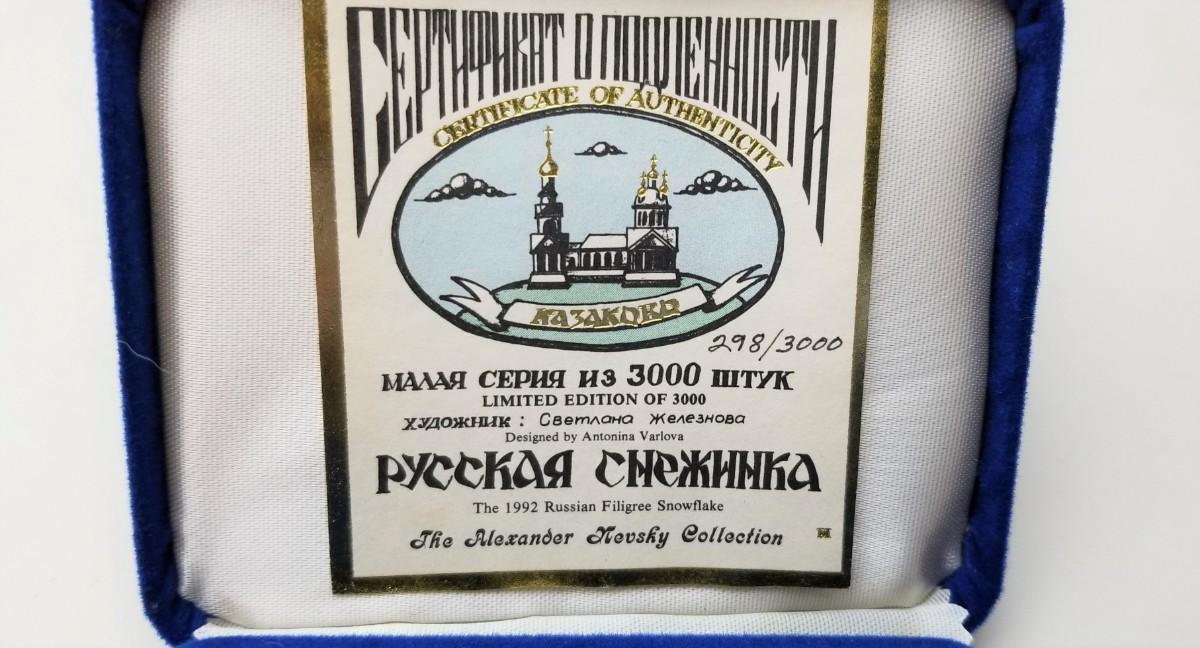 СЕРТИФИКАТ О ПОДЛЕННОСТИ
CERTIFICATE OF AUTHENTICITY
КАЗАКОВО
298/3000
МАЛАЯ СЕРИЯ ИЗ 3000 ШТУК
LIMITED EDITION OF 3000
ХУДОЖНИК: Светлана Железнова
Designed by Antonina Varlova
РУССКАЯ СНЕЖИНКА
The 1992 Russian Filigree Snowflake
The Alexander Nevsky Collection